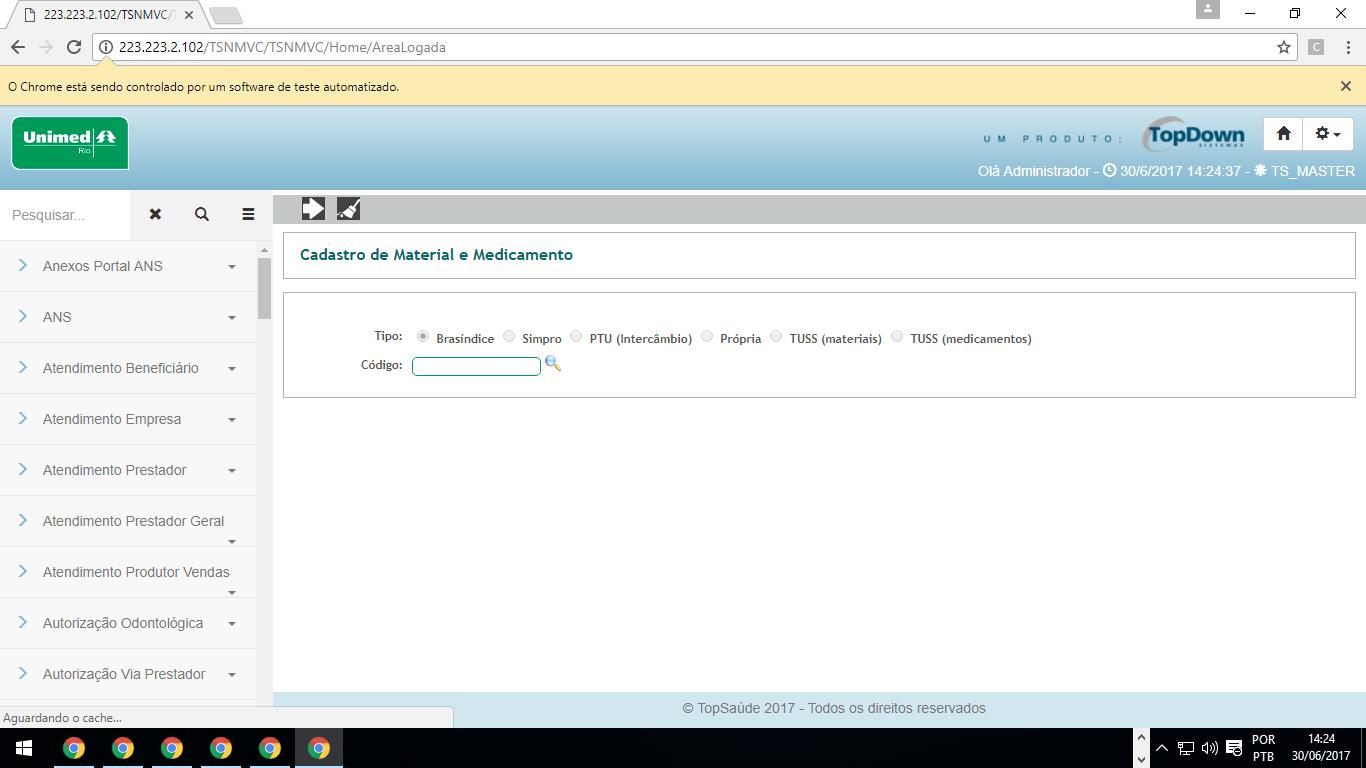 223.223.2.102/TSNMVC/
223.223.2.102/TSNMVC/TSNMVC/Home/AreaLogada
C
O Chrome está sendo controlado por um software de teste automatizado.
Unimed
Rio
UM PRODUTO:
TopDown
SISTEMAS
Olá Administrador - 30/6/2017 14:24:37 - TS_MASTER
Pesquisar...
Anexos Portal ANS
ANS
Atendimento Beneficiário
Atendimento Empresa
Atendimento Prestador
Atendimento Prestador Geral
Atendimento Produtor Vendas
Autorização Odontológica
Autorização Via Prestador
Cadastro de Material e Medicamento
Tipo: Brasíndice Simpro PTU (Intercâmbio) Própria TUSS (materiais) TUSS (medicamentos)
Código:
© TopSaúde 2017 - Todos os direitos reservados
Aguardando o cache...
POR
PTB
14:24
30/06/2017